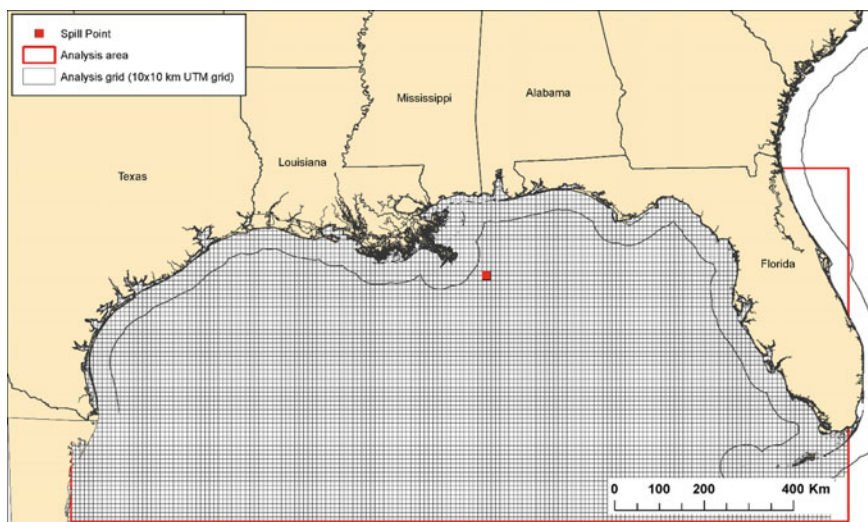 Spill Point
Analysis area
Analysis grid (10x10 km UTM grid)
Mississippi
Alabama
Louisiana
Texas
Florida
0 100 200 400 Km